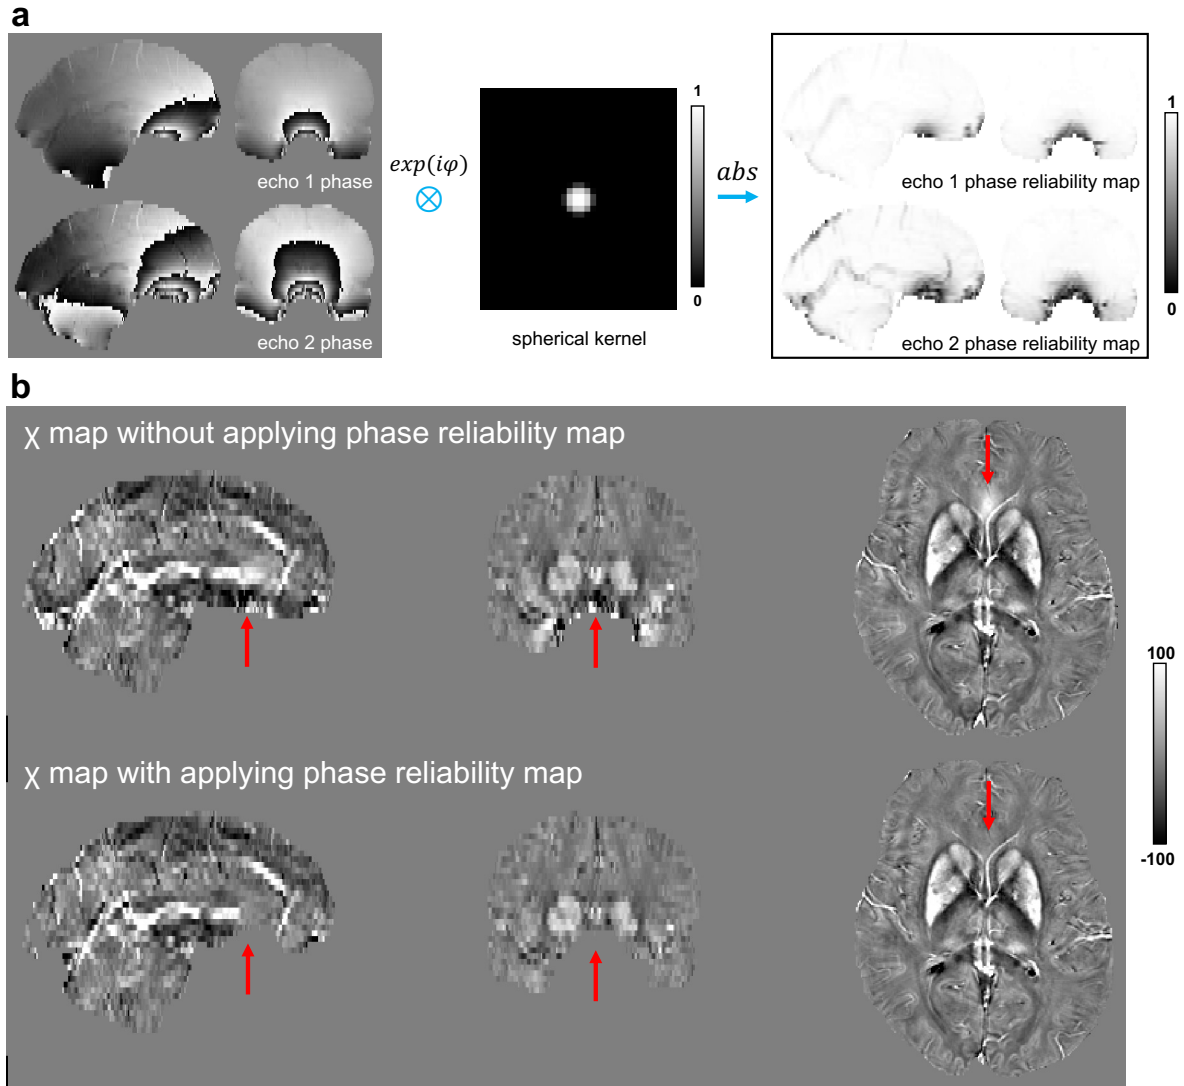 a
echo 1 phase
echo 2 phase
exp(iφ)
⊗
1
0
spherical kernel
abs
echo 1 phase reliability map
echo 2 phase reliability map
1
0
b
χ map without applying phase reliability map
χ map with applying phase reliability map
100
-100